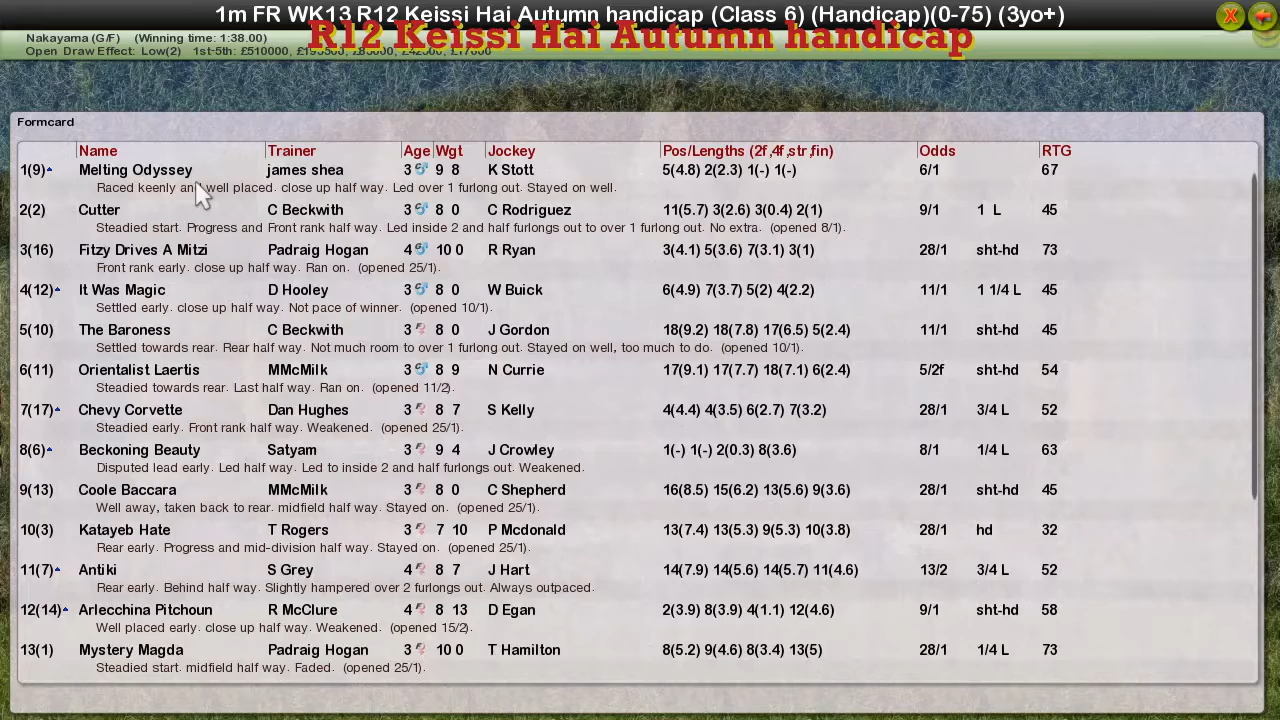 1m FR WK13 R12 Keissi Hai Autumn handicap (Class 6) (Handicap)(0-75) (3yo+)
R12 Keissi Hai Autumn handicap
Nakayama (G/F) (Winning time: 1:38.00)
Open Draw Effect: Low(2) 1st-5th: £510000,
Formcard
Name Trainer Age Wgt Jockey Pos/Lengths (2f,4f,str,fin) Odds RTG
1(9) Melting Odyssey james shea 3 9 8 K Stott 5(4.8) 2(2.3) 1(-) 1(-) 6/1 67
Raced keenly and well placed. close up half way. Led over 1 furlong out. Stayed on well.
2(2) Cutter C Beckwith 3 8 0 C Rodriguez 11(5.7) 3(2.6) 3(0.4) 2(1) 9/1 1 L 45
Steadied start. Progress and Front rank half way. Led inside 2 and half furlongs out to over 1 furlong out. No extra. (opened 8/1).
3(16) Fitzy Drives A Mitzi Padraig Hogan 4 10 0 R Ryan 3(4.1) 5(3.6) 7(3.1) 3(1) 28/1 sht-hd 73
Front rank early. close up half way. Ran on. (opened 25/1).
4(12) It Was Magic D Hooley 3 8 0 W Buick 6(4.9) 7(3.7) 5(2) 4(2.2) 11/1 1 1/4 L 45
Settled early. close up half way. Not pace of winner. (opened 10/1).
5(10) The Baroness C Beckwith 3 8 0 J Gordon 18(9.2) 18(7.8) 17(6.5) 5(2.4) 11/1 sht-hd 45
Settled towards rear. Rear half way. Not much room to over 1 furlong out. Stayed on well, too much to do. (opened 10/1).
6(11) Orientalist Laertis MMcMilk 3 8 9 N Currie 17(9.1) 17(7.7) 18(7.1) 6(2.4) 5/2f sht-hd 54
Steadied towards rear. Last half way. Ran on. (opened 11/2).
7(17) Chevy Corvette Dan Hughes 3 8 7 S Kelly 4(4.4) 4(3.5) 6(2.7) 7(3.2) 28/1 3/4 L 52
Steadied early. Front rank half way. Weakened. (opened 25/1).
8(6) Beckoning Beauty Satyam 3 9 4 J Crowley 1(-) 1(-) 2(0.3) 8(3.6) 8/1 1/4 L 63
Disputed lead early. Led half way. Led to inside 2 and half furlongs out. Weakened.
9(13) Coole Baccara MMcMilk 3 8 0 C Shepherd 16(8.5) 15(6.2) 13(5.6) 9(3.6) 28/1 sht-hd 45
Well away, taken back to rear. midfield half way. Stayed on. (opened 25/1).
10(3) Katayeb Hate T Rogers 3 7 10 P Mcdonald 13(7.4) 13(5.3) 9(5.3) 10(3.8) 28/1 hd 32
Rear early. Progress and mid-division half way. Stayed on. (opened 25/1).
11(7) Antiki S Grey 4 8 7 J Hart 14(7.9) 14(5.6) 14(5.7) 11(4.6) 13/2 3/4 L 52
Rear early. Behind half way. Slightly hampered over 2 furlongs out. Always outpaced.
12(14) Arlecchina Pitchoun R McClure 4 8 13 D Egan 2(3.9) 8(3.9) 4(1.1) 12(4.6) 9/1 sht-hd 58
Well placed early. close up half way. Weakened. (opened 15/2).
13(1) Mystery Magda Padraig Hogan 3 10 0 T Hamilton 8(5.2) 9(4.6) 8(3.4) 13(5) 28/1 1/4 L 73
Steadied start. midfield half way. Faded. (opened 25/1).